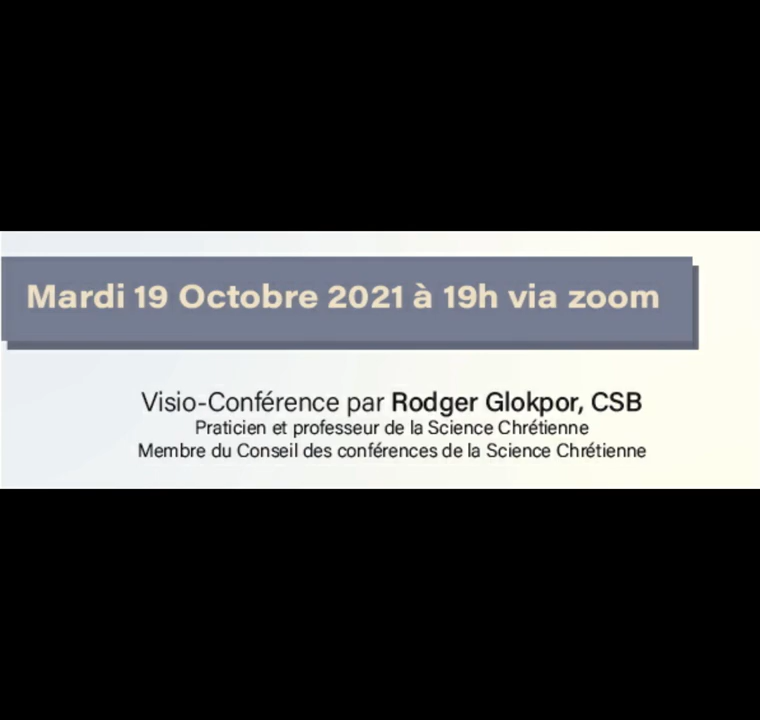 Mardi 19 Octobre 2021 à 19h via zoom
Visio-Conférence par Rodger Glokpor, CSB
Praticien et professeur de la Science Chrétienne
Membre du Conseil des conférences de la Science Chrétienne